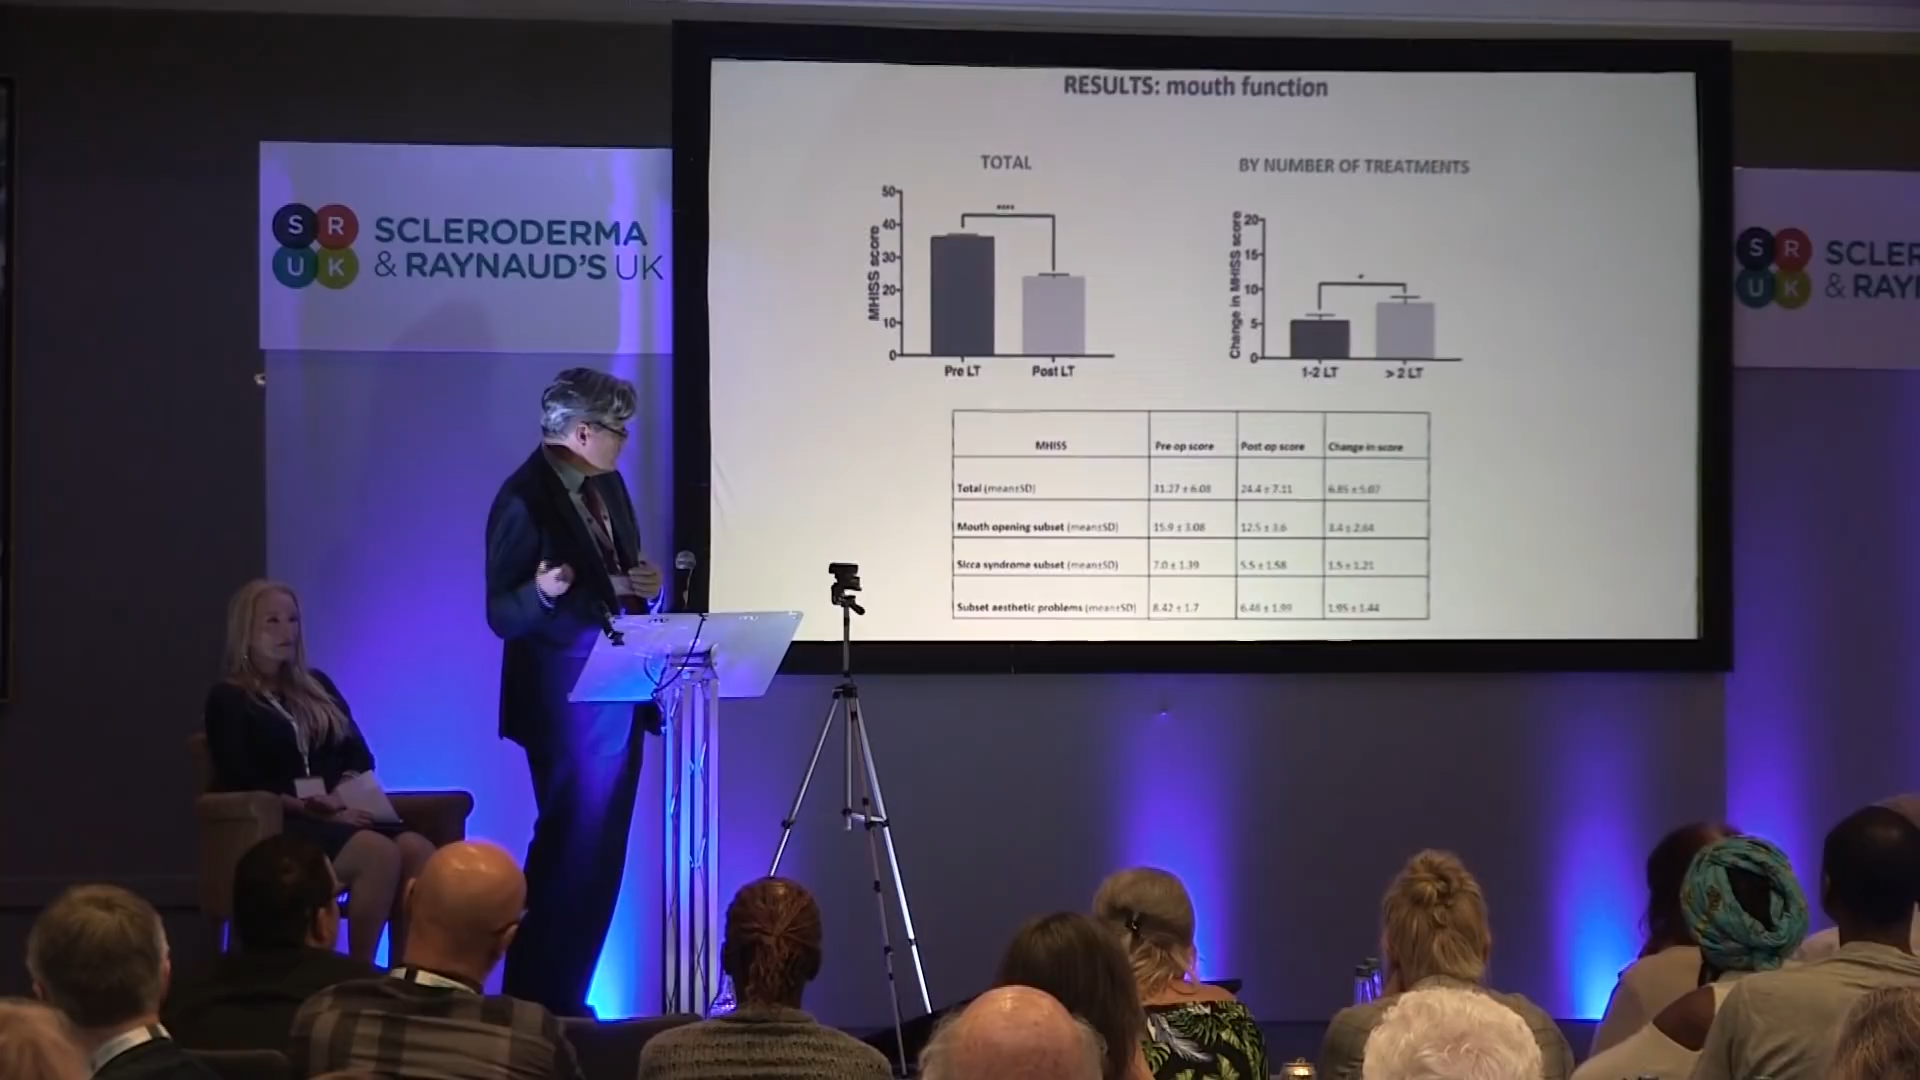 RESULTS: mouth function
S R
U K
SCLERODERMA
& RAYNAUD'S UK
TOTAL
50
40
30
20
10
0
MHISS score
****
Pre LT
Post LT
BY NUMBER OF TREATMENTS
20
15
10
5
0
Change in MHISS score
*
1-2 LT
> 2 LT
MHISS Pre op score Post op score Change in score
Total (mean±SD) 31.27 ± 6.08 24.4 ± 7.11 6.85 ± 5.07
Mouth opening subset (mean±SD) 15.9 ± 3.08 12.5 ± 3.6 3.4 ± 2.64
Sicca syndrome subset (mean±SD) 7.0 ± 1.39 5.5 ± 1.58 1.5 ± 1.21
Subset aesthetic problems (mean±SD) 8.42 ± 1.7 6.46 ± 1.99 1.95 ± 1.44
S R
U K
SCLER
& RAY